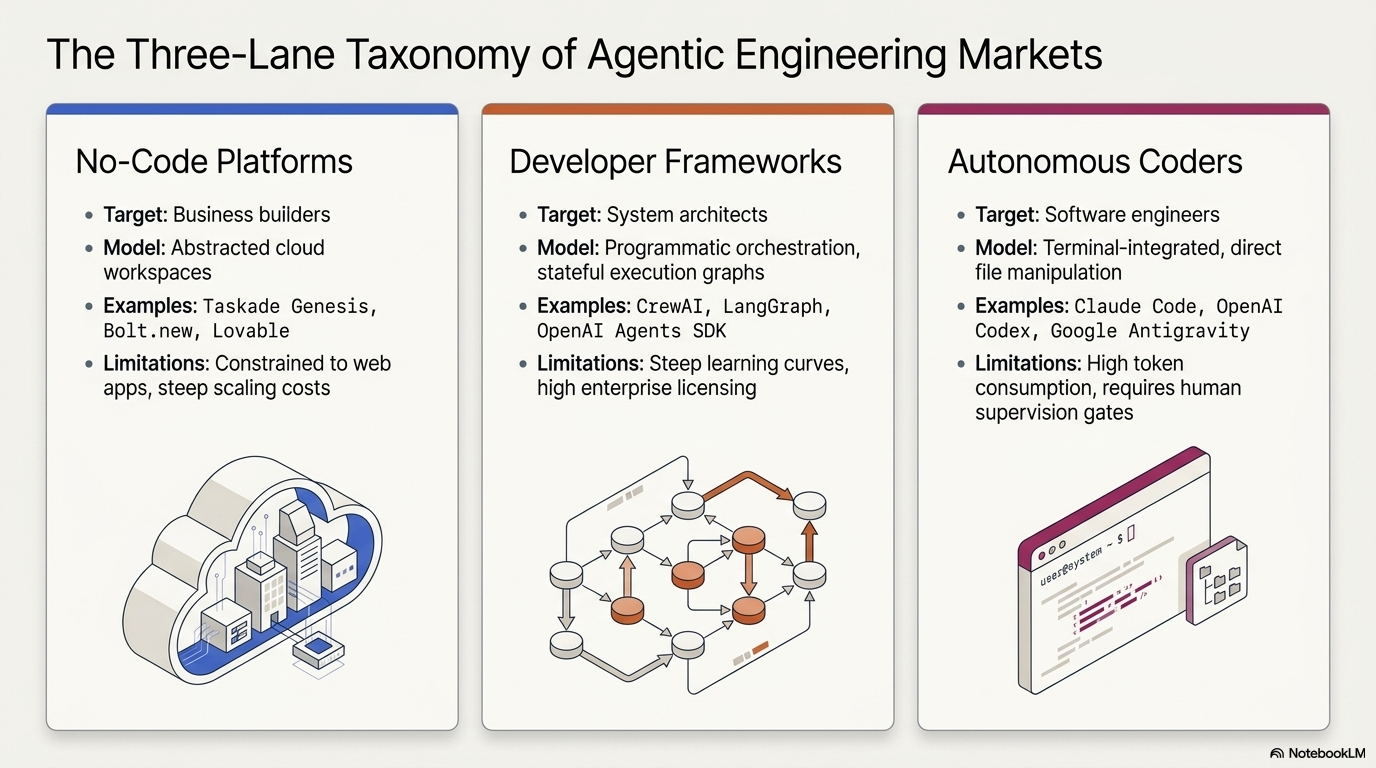 The Three-Lane Taxonomy of Agentic Engineering Markets
No-Code Platforms
• Target: Business builders
• Model: Abstracted cloud
workspaces
• Examples: Taskade Genesis,
Bolt.new, Lovable
• Limitations: Constrained to web
apps, steep scaling costs
Developer Frameworks
• Target: System architects
• Model: Programmatic orchestration,
stateful execution graphs
• Examples: CrewAI, LangGraph,
OpenAI Agents SDK
• Limitations: Steep learning curves,
high enterprise licensing
Autonomous Coders
• Target: Software engineers
• Model: Terminal-integrated, direct
file manipulation
• Examples: Claude Code, OpenAI
Codex, Google Antigravity
• Limitations: High token
consumption, requires human
supervision gates
~ $
NotebookLM